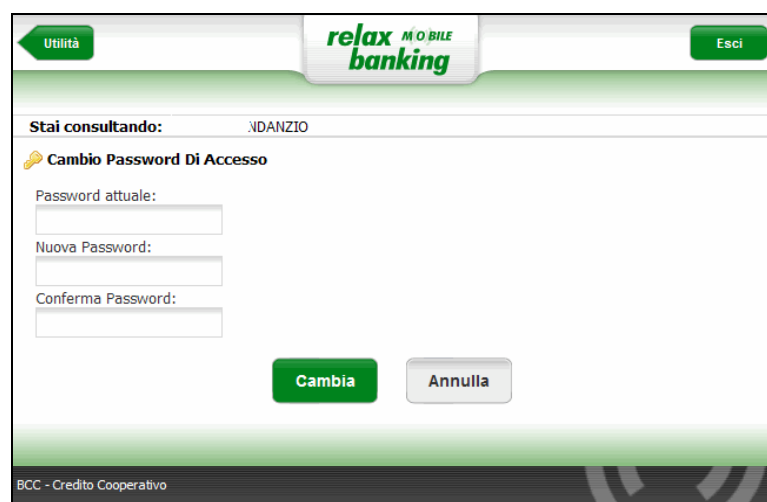 Utilità
relax MOBILE
banking
Esci
Stai consultando: NDANZIO
Cambio Password Di Accesso
Password attuale:
Nuova Password:
Conferma Password:
Cambia Annulla
BCC - Credito Cooperativo